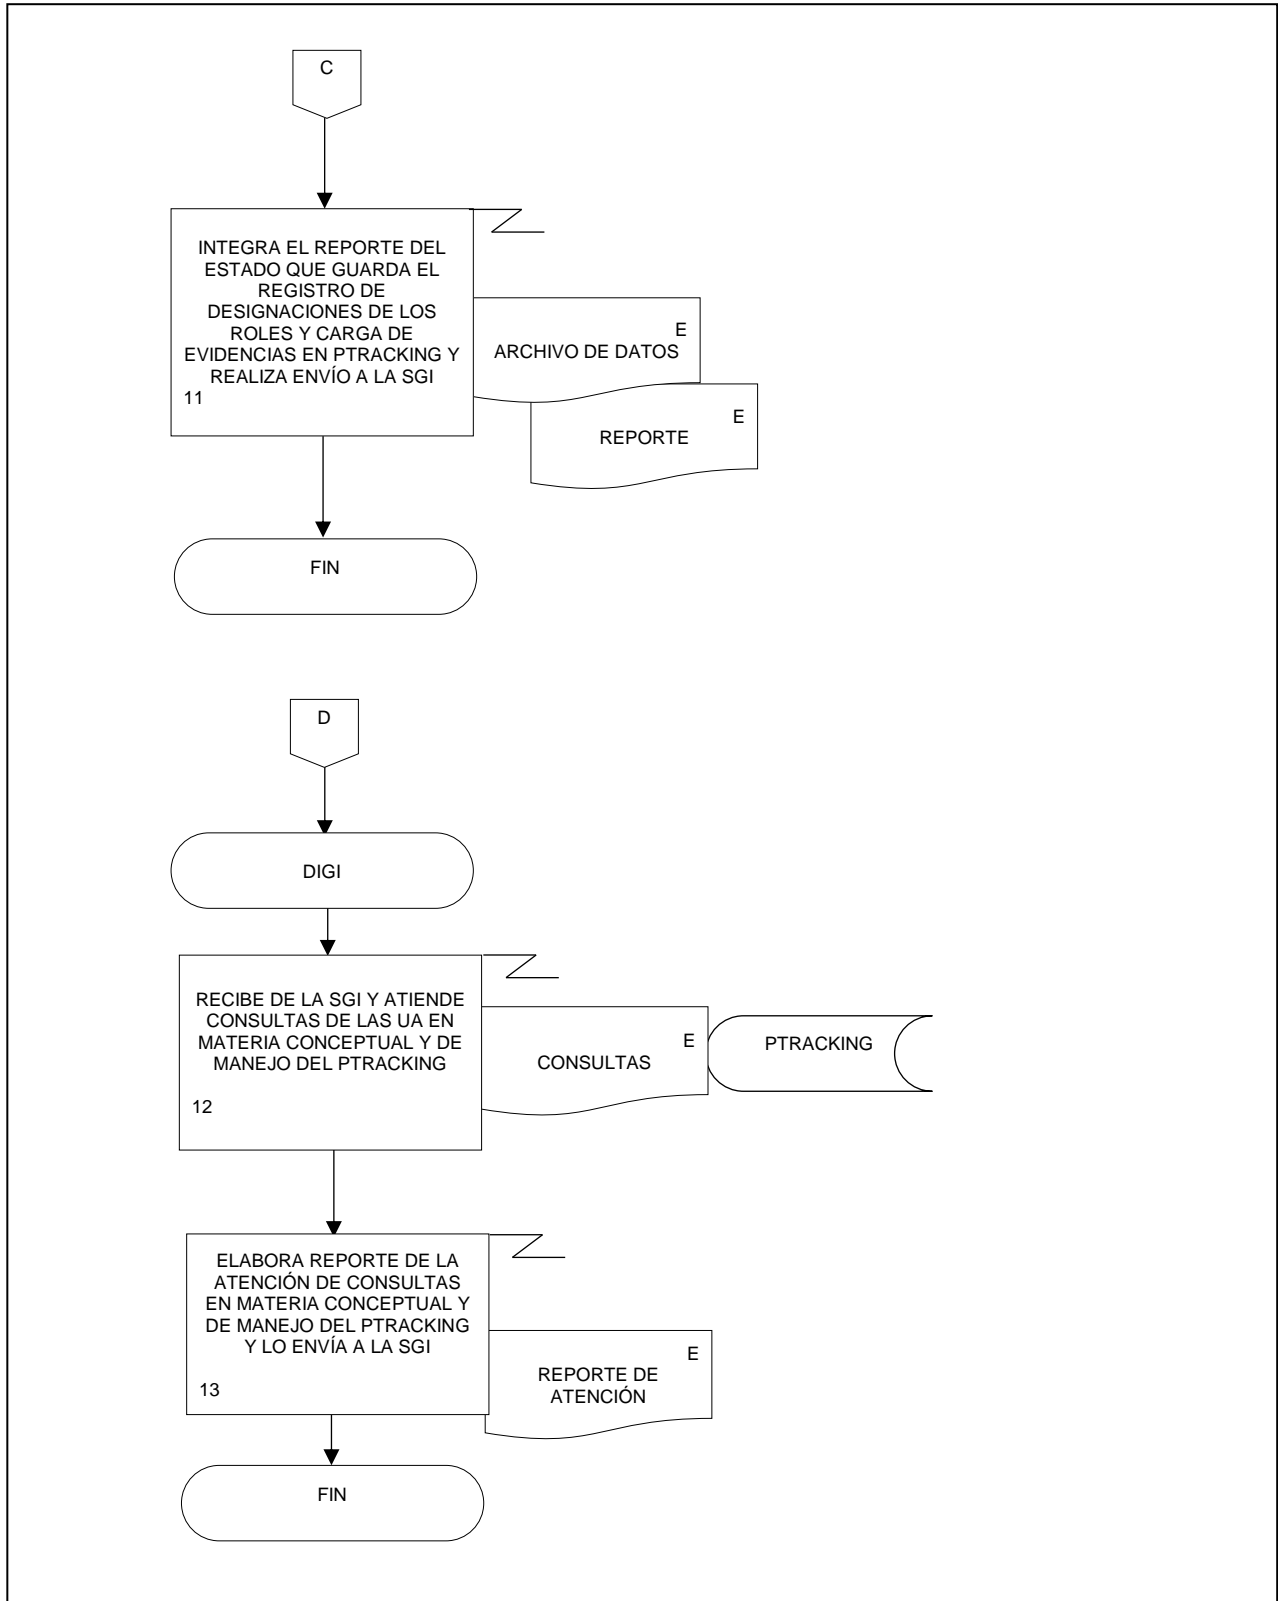 C
INTEGRA EL REPORTE DEL
ESTADO QUE GUARDA EL
REGISTRO DE
DESIGNACIONES DE LOS
ROLES Y CARGA DE
EVIDENCIAS EN PTRACKING Y
REALIZA ENVÍO A LA SGI
11
E
ARCHIVO DE DATOS
E
REPORTE
FIN
D
DIGI
RECIBE DE LA SGI Y ATIENDE
CONSULTAS DE LAS UA EN
MATERIA CONCEPTUAL Y DE
MANEJO DEL PTRACKING
12
E
CONSULTAS
PTRACKING
ELABORA REPORTE DE LA
ATENCIÓN DE CONSULTAS
EN MATERIA CONCEPTUAL Y
DE MANEJO DEL PTRACKING
Y LO ENVÍA A LA SGI
13
E
REPORTE DE
ATENCIÓN
FIN